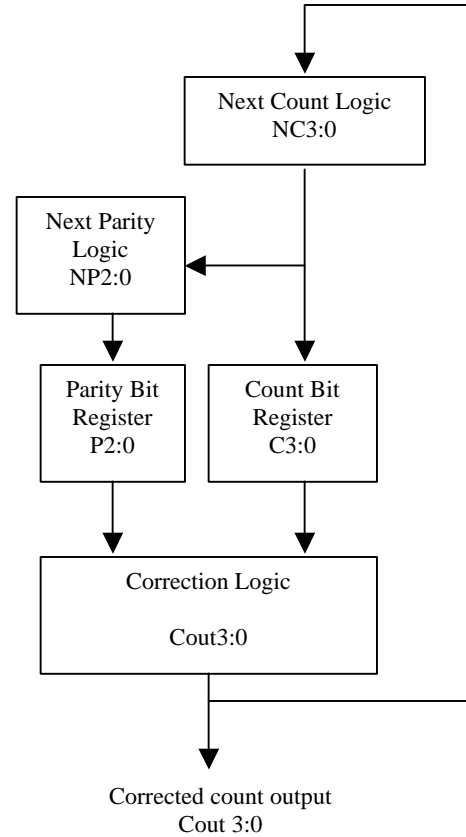 Next Count Logic
NC3:0
Next Parity
Logic
NP2:0
Parity Bit
Register
P2:0
Count Bit
Register
C3:0
Correction Logic
Cout3:0
Corrected count output
Cout 3:0